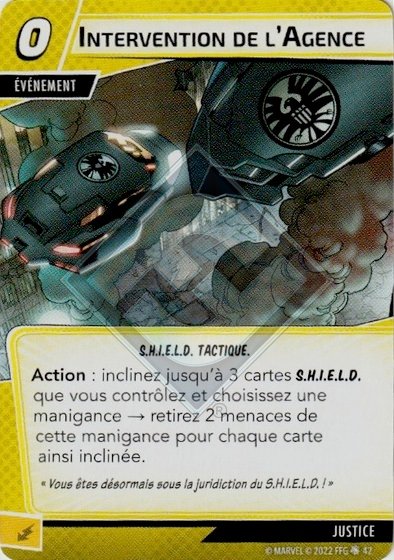 0
INTERVENTION DE L'AGENCE
ÉVÉNEMENT
S.H.I.E.L.D. TACTIQUE.
Action : inclinez jusqu'à 3 cartes S.H.I.E.L.D.
que vous contrôlez et choisissez une
manigance → retirez 2 menaces de
cette manigance pour chaque carte
ainsi inclinée.
« Vous êtes désormais sous la juridiction du S.H.I.E.L.D. ! »
JUSTICE
© MARVEL © 2022 FFG 42